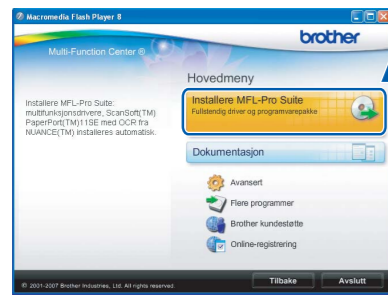 Macromedia Flash Player 8
brother
Multi-Function Center ®
Hovedmeny
Installere MFL-Pro Suite:
multifunksjonsdrivere, ScanSoft(TM)
PaperPort(TM)11SE med OCR fra
NUANCE(TM) installeres automatisk.
Installere MFL-Pro Suite
Fullstendig driver og programvarepakke
Dokumentasjon
Avansert
Flere programmer
Brother kundestøtte
Online-registrering
© 2001-2007 Brother Industries, Ltd. All rights reserved.
Tilbake
Avslutt